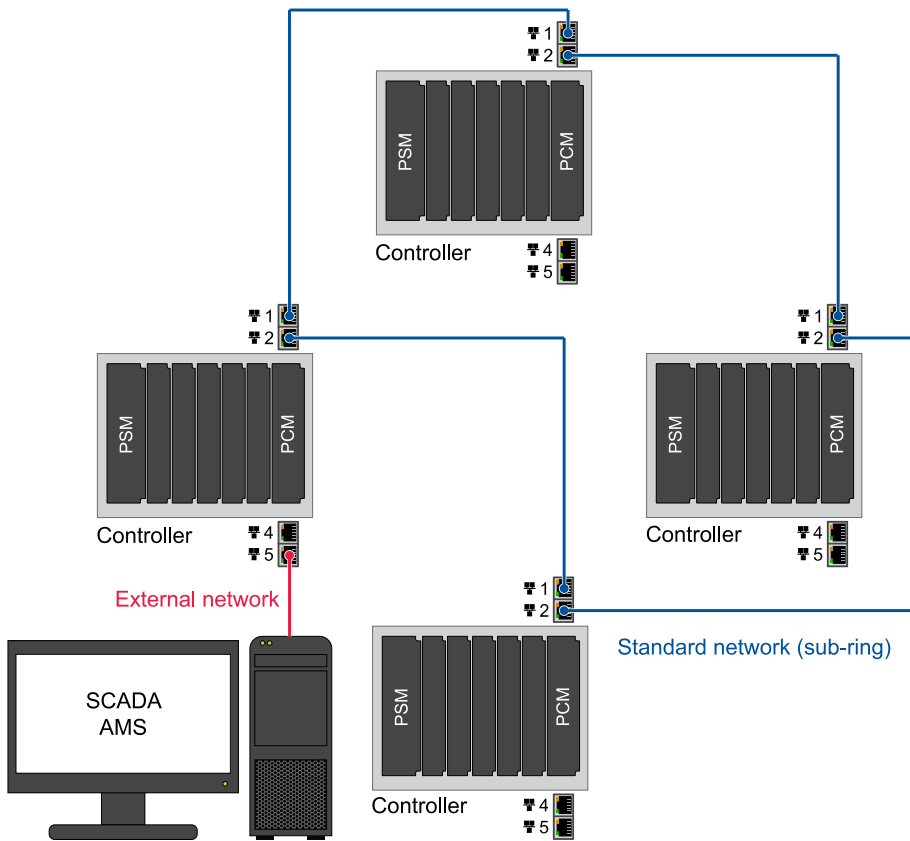 1
2
PSM
PCM
Controller
4
5
1
2
PSM
PCM
Controller
4
5
1
2
PSM
PCM
Controller
4
5
External network
1
2
Standard network (sub-ring)
SCADA
AMS
PSM
PCM
Controller
4
5